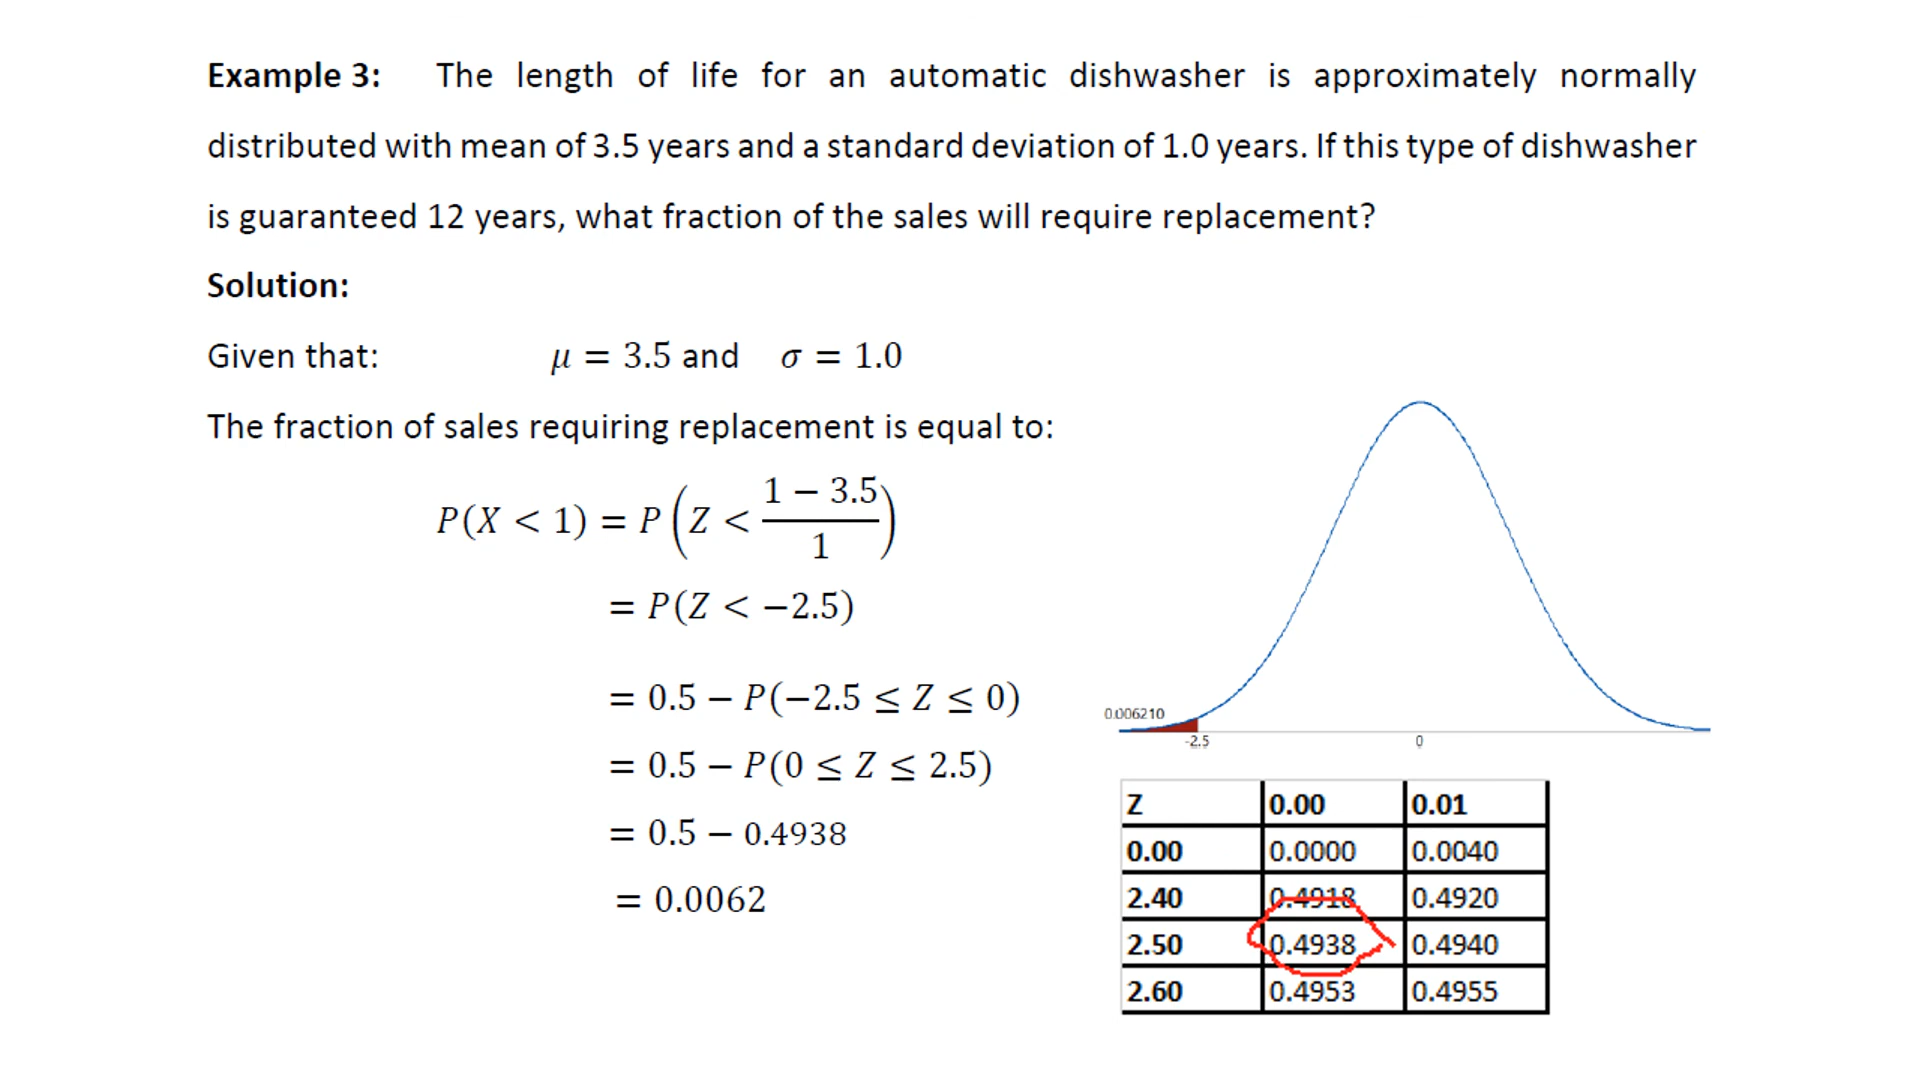 Example 3: The length of life for an automatic dishwasher is approximately normally
distributed with mean of 3.5 years and a standard deviation of 1.0 years. If this type of dishwasher
is guaranteed 12 years, what fraction of the sales will require replacement?
Solution:
Given that: μ = 3.5 and σ = 1.0
The fraction of sales requiring replacement is equal to:
P(X < 1) = P(Z < (1 − 3.5)/1)
= P(Z < −2.5)
= 0.5 − P(−2.5 ≤ Z ≤ 0)
= 0.5 − P(0 ≤ Z ≤ 2.5)
= 0.5 − 0.4938
= 0.0062
0.006210
-2.5 0
Z 0.00 0.01
0.00 0.0000 0.0040
2.40 0.4918 0.4920
2.50 0.4938 0.4940
2.60 0.4953 0.4955